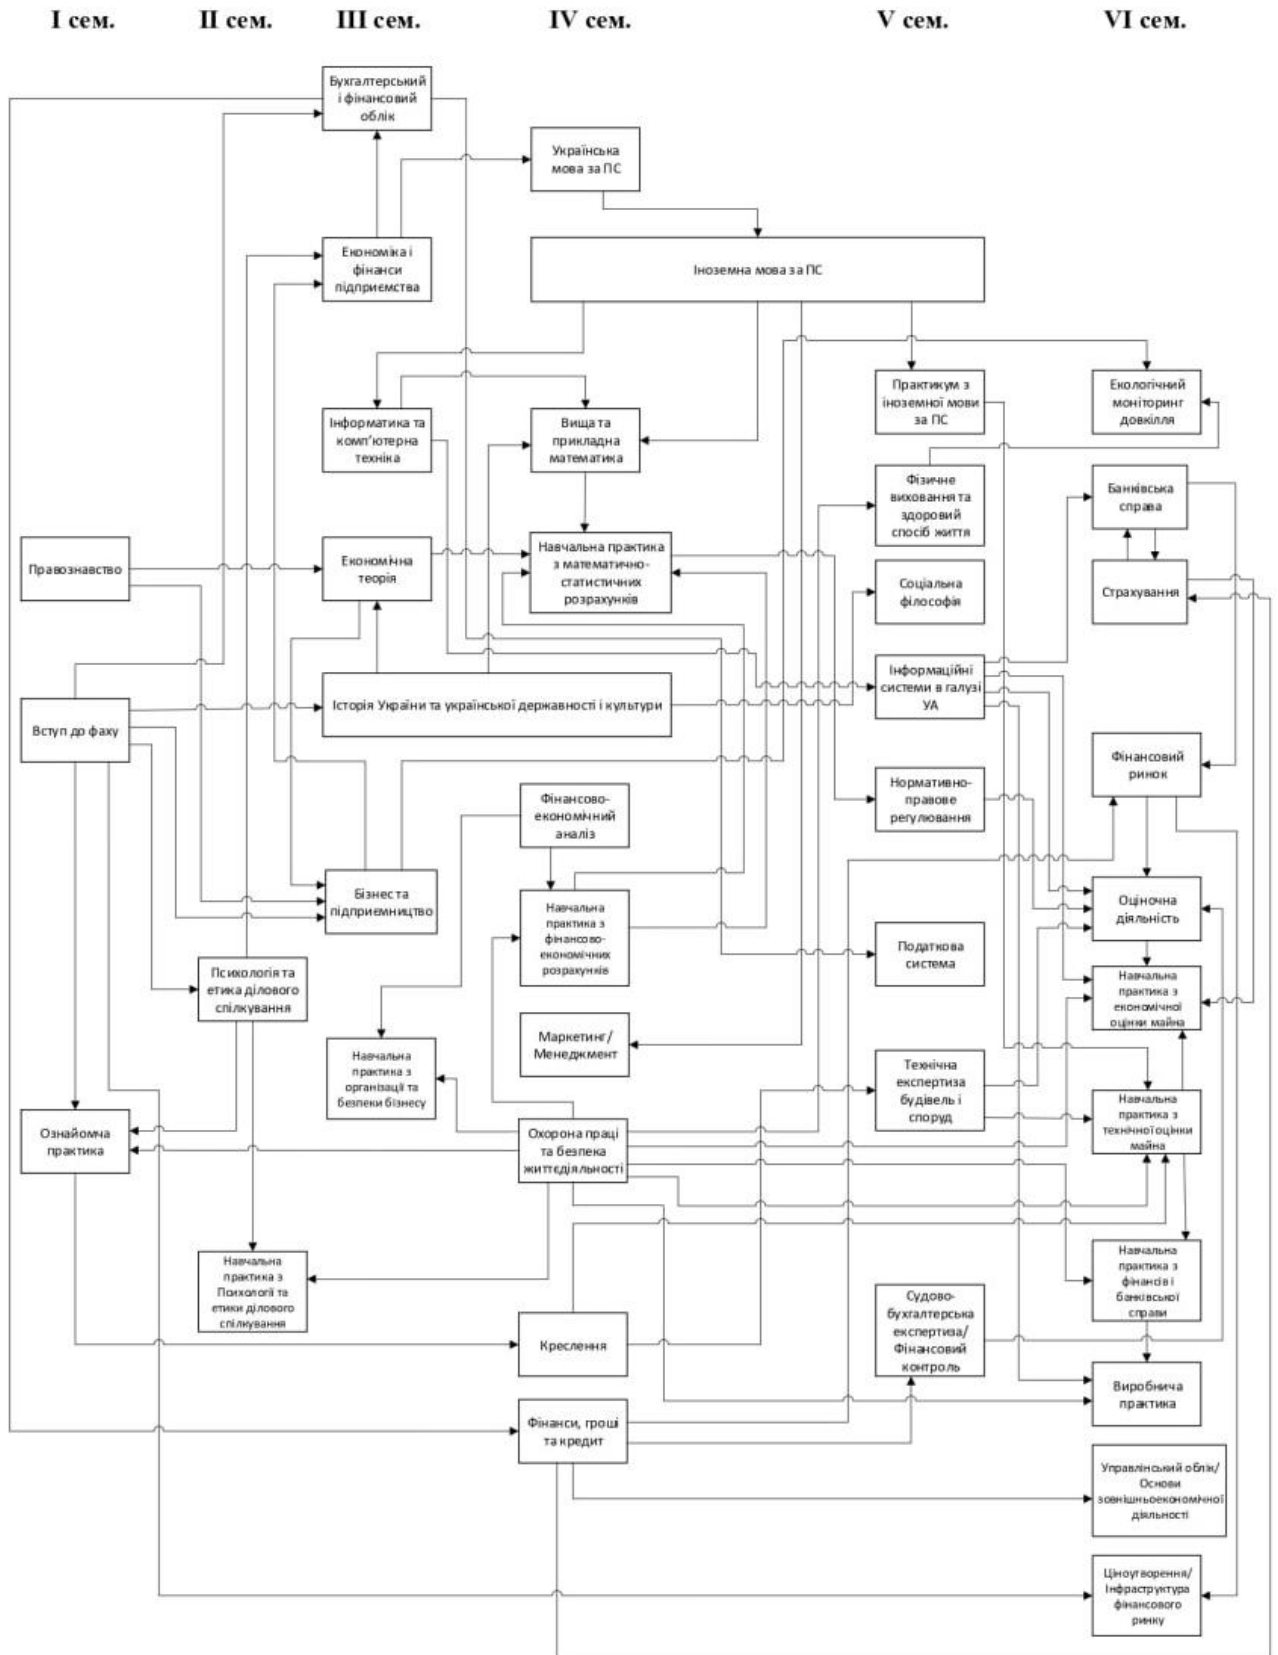 I сем. II сем. III сем. IV сем. V сем. VI сем.
Бухгалтерський
і фінансовий
облік
Українська
мова за ПС
Економіка і
фінанси
підприємства
Іноземна мова за ПС
Інформатика та
комп'ютерна
техніка
Вища та
прикладна
математика
Практикум з
іноземної мови
за ПС
Екологічний
моніторинг
довкілля
Фізичне
виховання та
здоровий
спосіб життя
Банківська
справа
Правознавство
Економічна
теорія
Навчальна практика
з математично-
статистичних
розрахунків
Соціальна
філософія
Страхування
Вступ до фаху
Історія України та української державності і культури
Інформаційні
системи в галузі
УА
Фінансовий
ринок
Фінансово-
економічний
аналіз
Нормативно-
правове
регулювання
Бізнес та
підприємництво
Навчальна
практика з
фінансово-
економічних
розрахунків
Оціночна
діяльність
Податкова
система
Психологія та
етика ділового
спілкування
Навчальна
практика з
економічної
оцінки майна
Маркетинг/
Менеджмент
Навчальна
практика з
організації та
безпеки бізнесу
Технічна
експертиза
будівель і
споруд
Навчальна
практика з
технічної оцінки
майна
Ознайомча
практика
Охорона праці
та безпека
життєдіяльності
Навчальна
практика з
Психології та
етики ділового
спілкування
Навчальна
практика з
фінансів і
банківської
справи
Креслення
Судово-
бухгалтерська
експертиза/
Фінансовий
контроль
Виробнича
практика
Фінанси, гроші
та кредит
Управлінський облік/
Основи
зовнішньоекономічної
діяльності
Ціноутворення/
Інфраструктура
фінансового
ринку